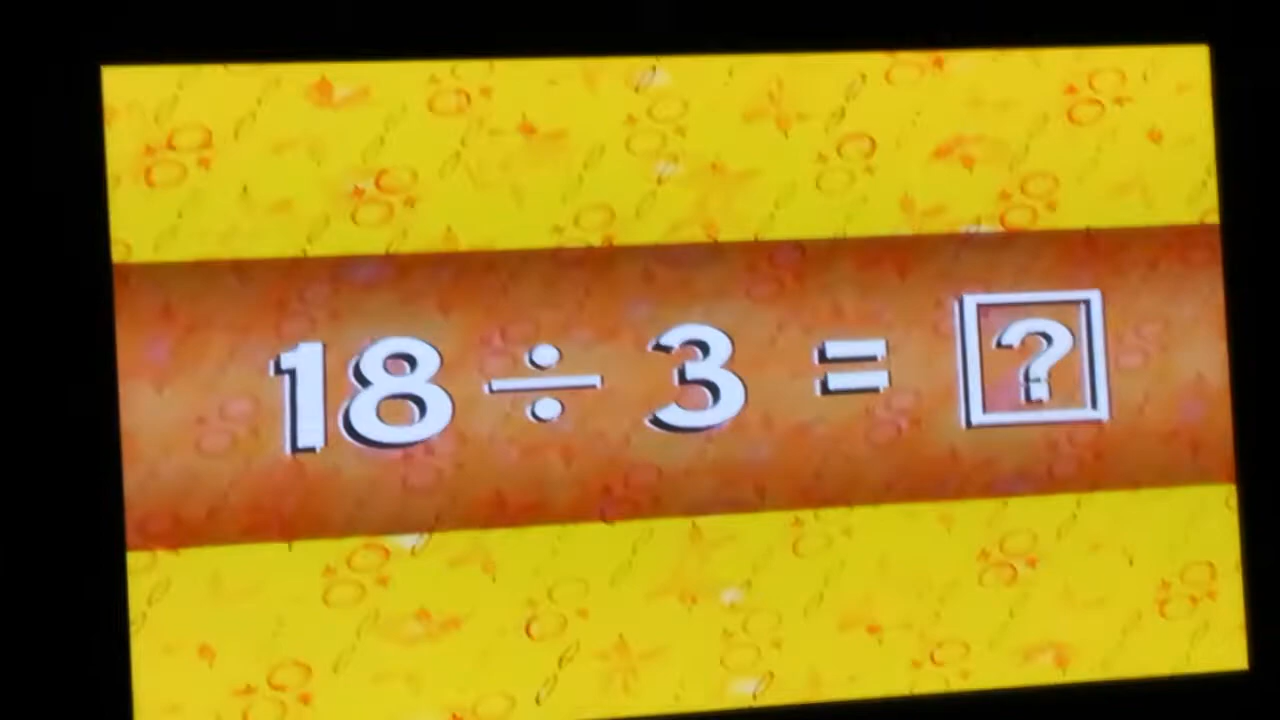 18 ÷ 3 = ?